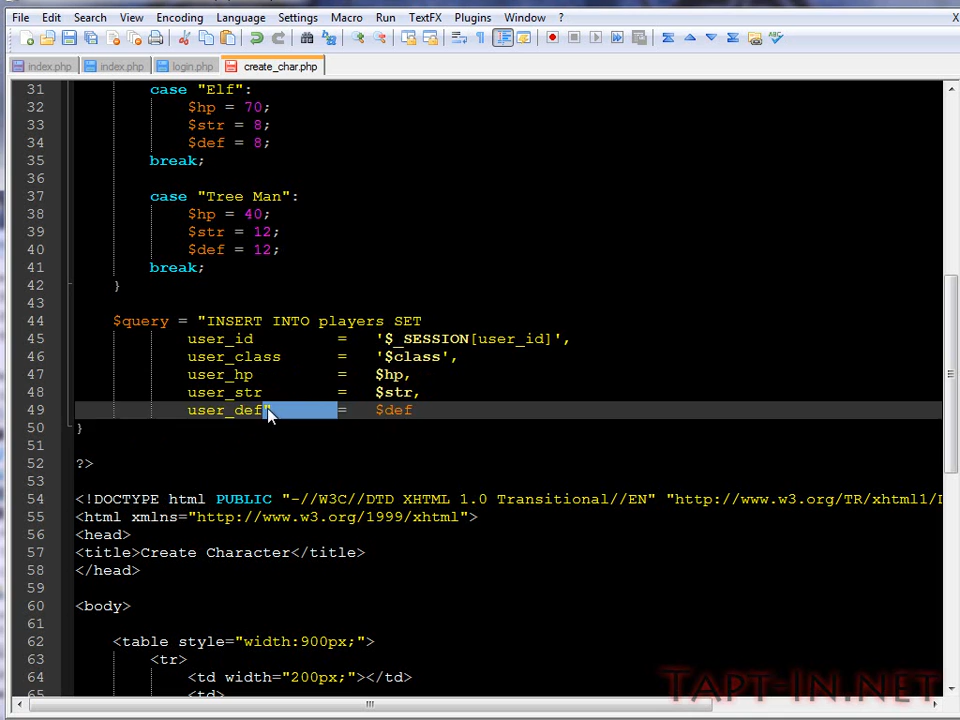 File Edit Search View Encoding Language Settings Macro Run TextFX Plugins Window ? X
index.php index.php login.php create_char.php
31 case "Elf":
32 $hp = 70;
33 $str = 8;
34 $def = 8;
35 break;
36
37 case "Tree Man":
38 $hp = 40;
39 $str = 12;
40 $def = 12;
41 break;
42 }
43
44 $query = "INSERT INTO players SET
45 user_id = '$_SESSION[user_id]',
46 user_class = '$class',
47 user_hp = $hp,
48 user_str = $str,
49 user_def" = $def
50 }
51
52 ?>
53
54 <!DOCTYPE html PUBLIC "-//W3C//DTD XHTML 1.0 Transitional//EN" "http://www.w3.org/TR/xhtml1/D
55 <html xmlns="http://www.w3.org/1999/xhtml">
56 <head>
57 <title>Create Character</title>
58 </head>
59
60 <body>
61
62 <table style="width:900px;">
63 <tr>
64 <td width="200px;"></td>
65 <td>
Tapt-In.net